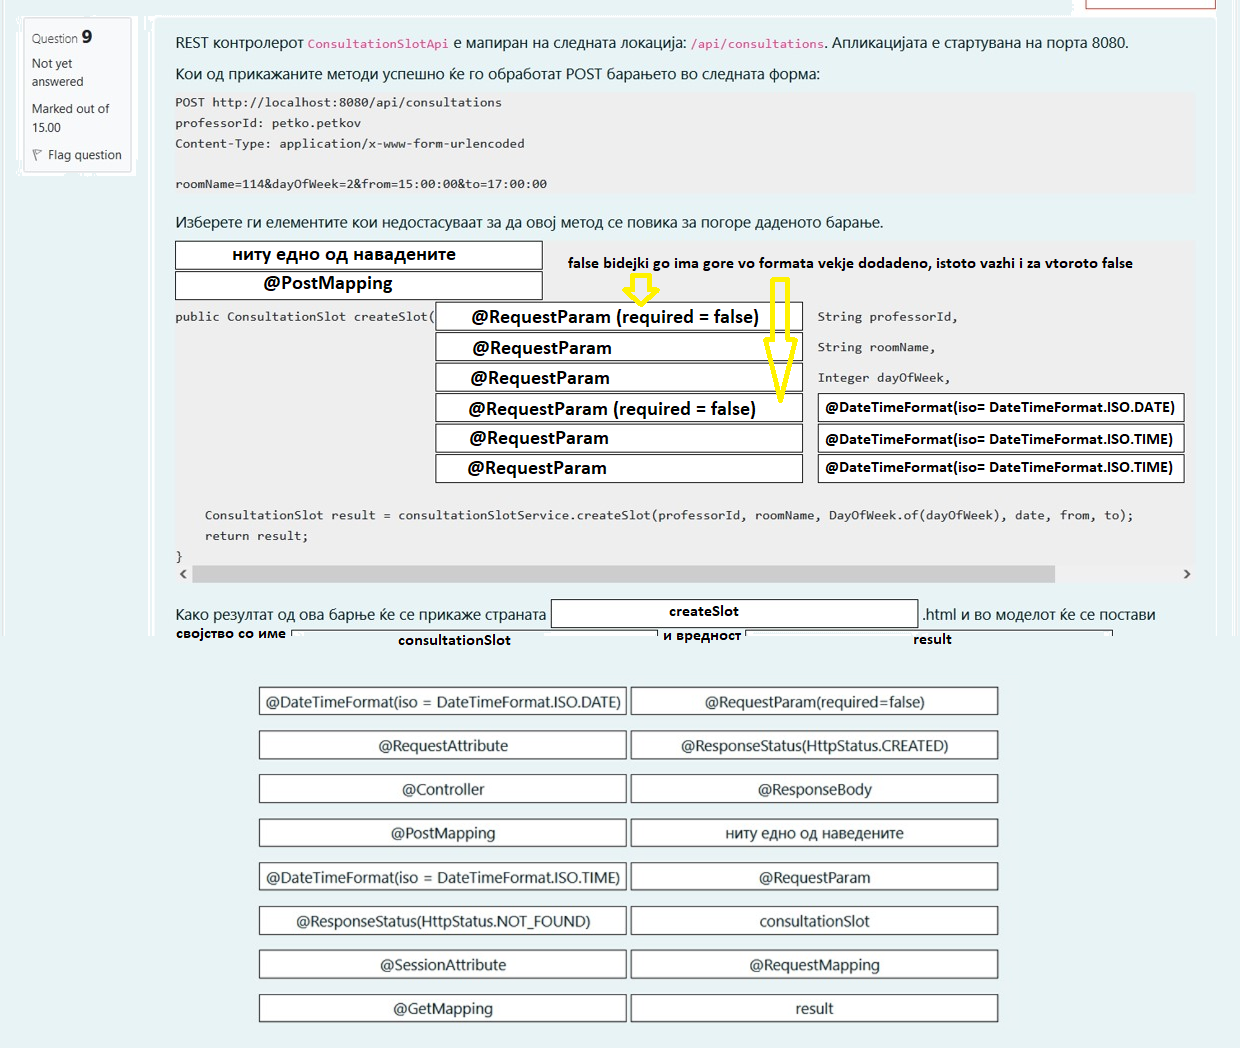 Question 9
Not yet
answered
Marked out of
15.00
Flag question
REST контролерот ConsultationSlotApi е мапиран на следната локација: /api/consultations. Апликацијата е стартувана на порта 8080.
Кои од прикажаните методи успешно ќе го обработат POST барањето во следната форма:
POST http://localhost:8080/api/consultations
professorId: petko.petkov
Content-Type: application/x-www-form-urlencoded
roomName=114&dayOfWeek=2&from=15:00:00&to=17:00:00
Изберете ги елементите кои недостасуваат за да овој метод се повика за погоре даденото барање.
ниту едно од навадените
false bidejki go ima gore vo formata vekje dodadeno, istoto vazhi i za vtoroto false
@PostMapping
public ConsultationSlot createSlot( @RequestParam (required = false) String professorId,
@RequestParam String roomName,
@RequestParam Integer dayOfWeek,
@RequestParam (required = false) @DateTimeFormat(iso= DateTimeFormat.ISO.DATE)
@RequestParam @DateTimeFormat(iso= DateTimeFormat.ISO.TIME)
@RequestParam @DateTimeFormat(iso= DateTimeFormat.ISO.TIME)
ConsultationSlot result = consultationSlotService.createSlot(professorId, roomName, DayOfWeek.of(dayOfWeek), date, from, to);
return result;
}
Како резултат од ова барње ќе се прикаже страната createSlot .html и во моделот ќе се постави
својство со име consultationSlot и вредност result
@DateTimeFormat(iso = DateTimeFormat.ISO.DATE) @RequestParam(required=false)
@RequestAttribute @ResponseStatus(HttpStatus.CREATED)
@Controller @ResponseBody
@PostMapping ниту едно од наведените
@DateTimeFormat(iso = DateTimeFormat.ISO.TIME) @RequestParam
@ResponseStatus(HttpStatus.NOT_FOUND) consultationSlot
@SessionAttribute @RequestMapping
@GetMapping result